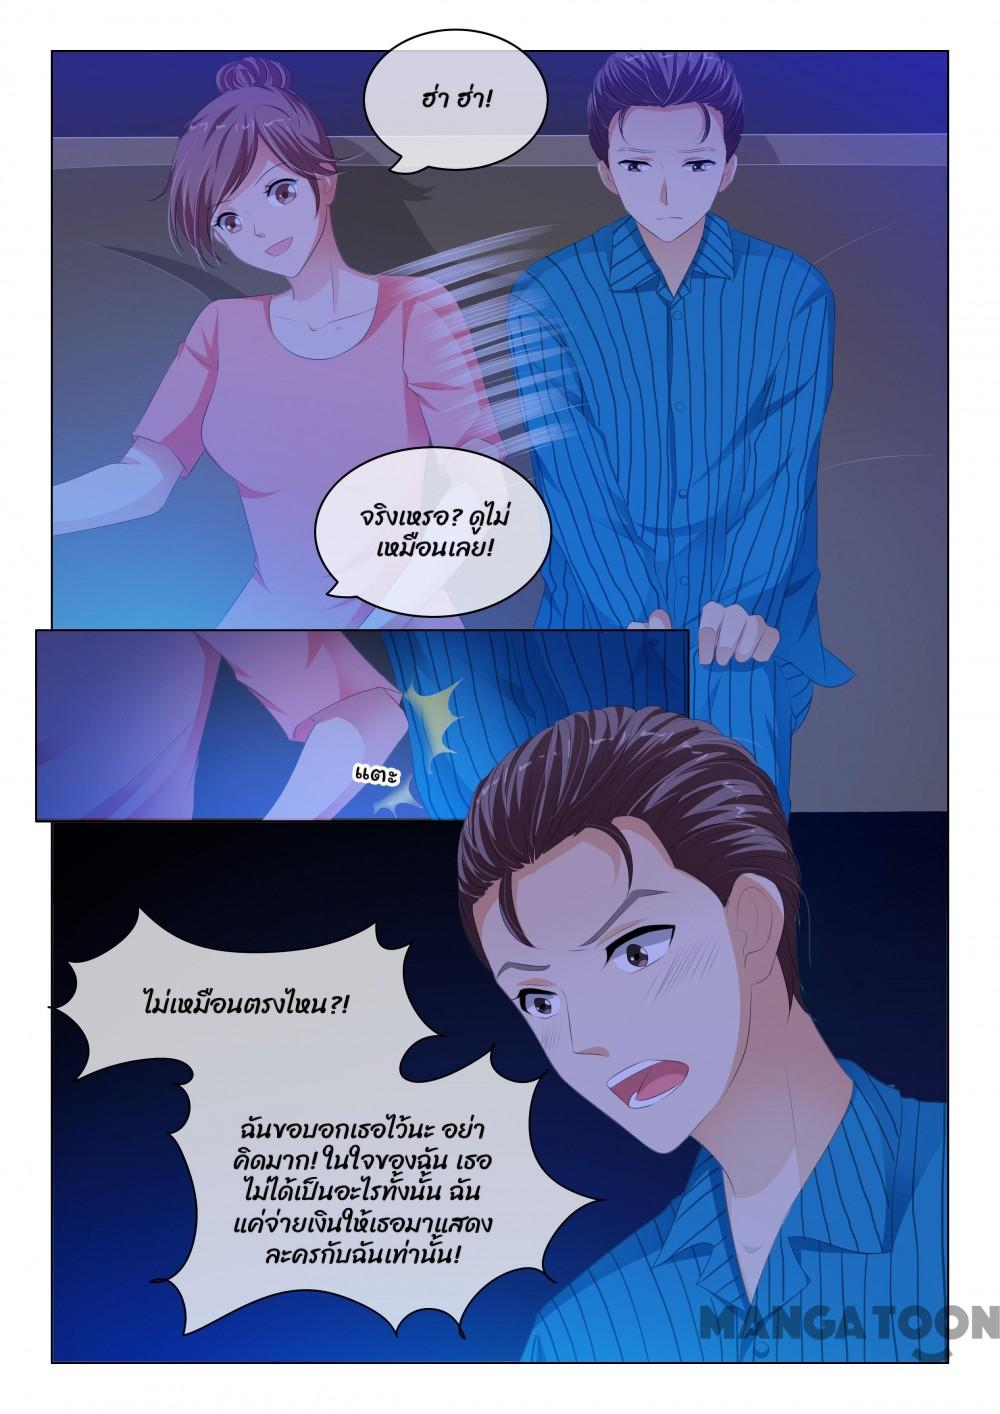 ฮ่า ฮ่า!
จริงเหรอ? ดูไม่
เหมือนเลย!
แตะ
ไม่เหมือนตรงไหน?!
ฉันขอบอกเธอไว้นะ อย่า
คิดมาก! ในใจของฉัน เธอ
ไม่ได้เป็นอะไรทั้งนั้น ฉัน
แค่จ่ายเงินให้เธอมาแสดง
ละครกับฉันเท่านั้น!
MANGATOON